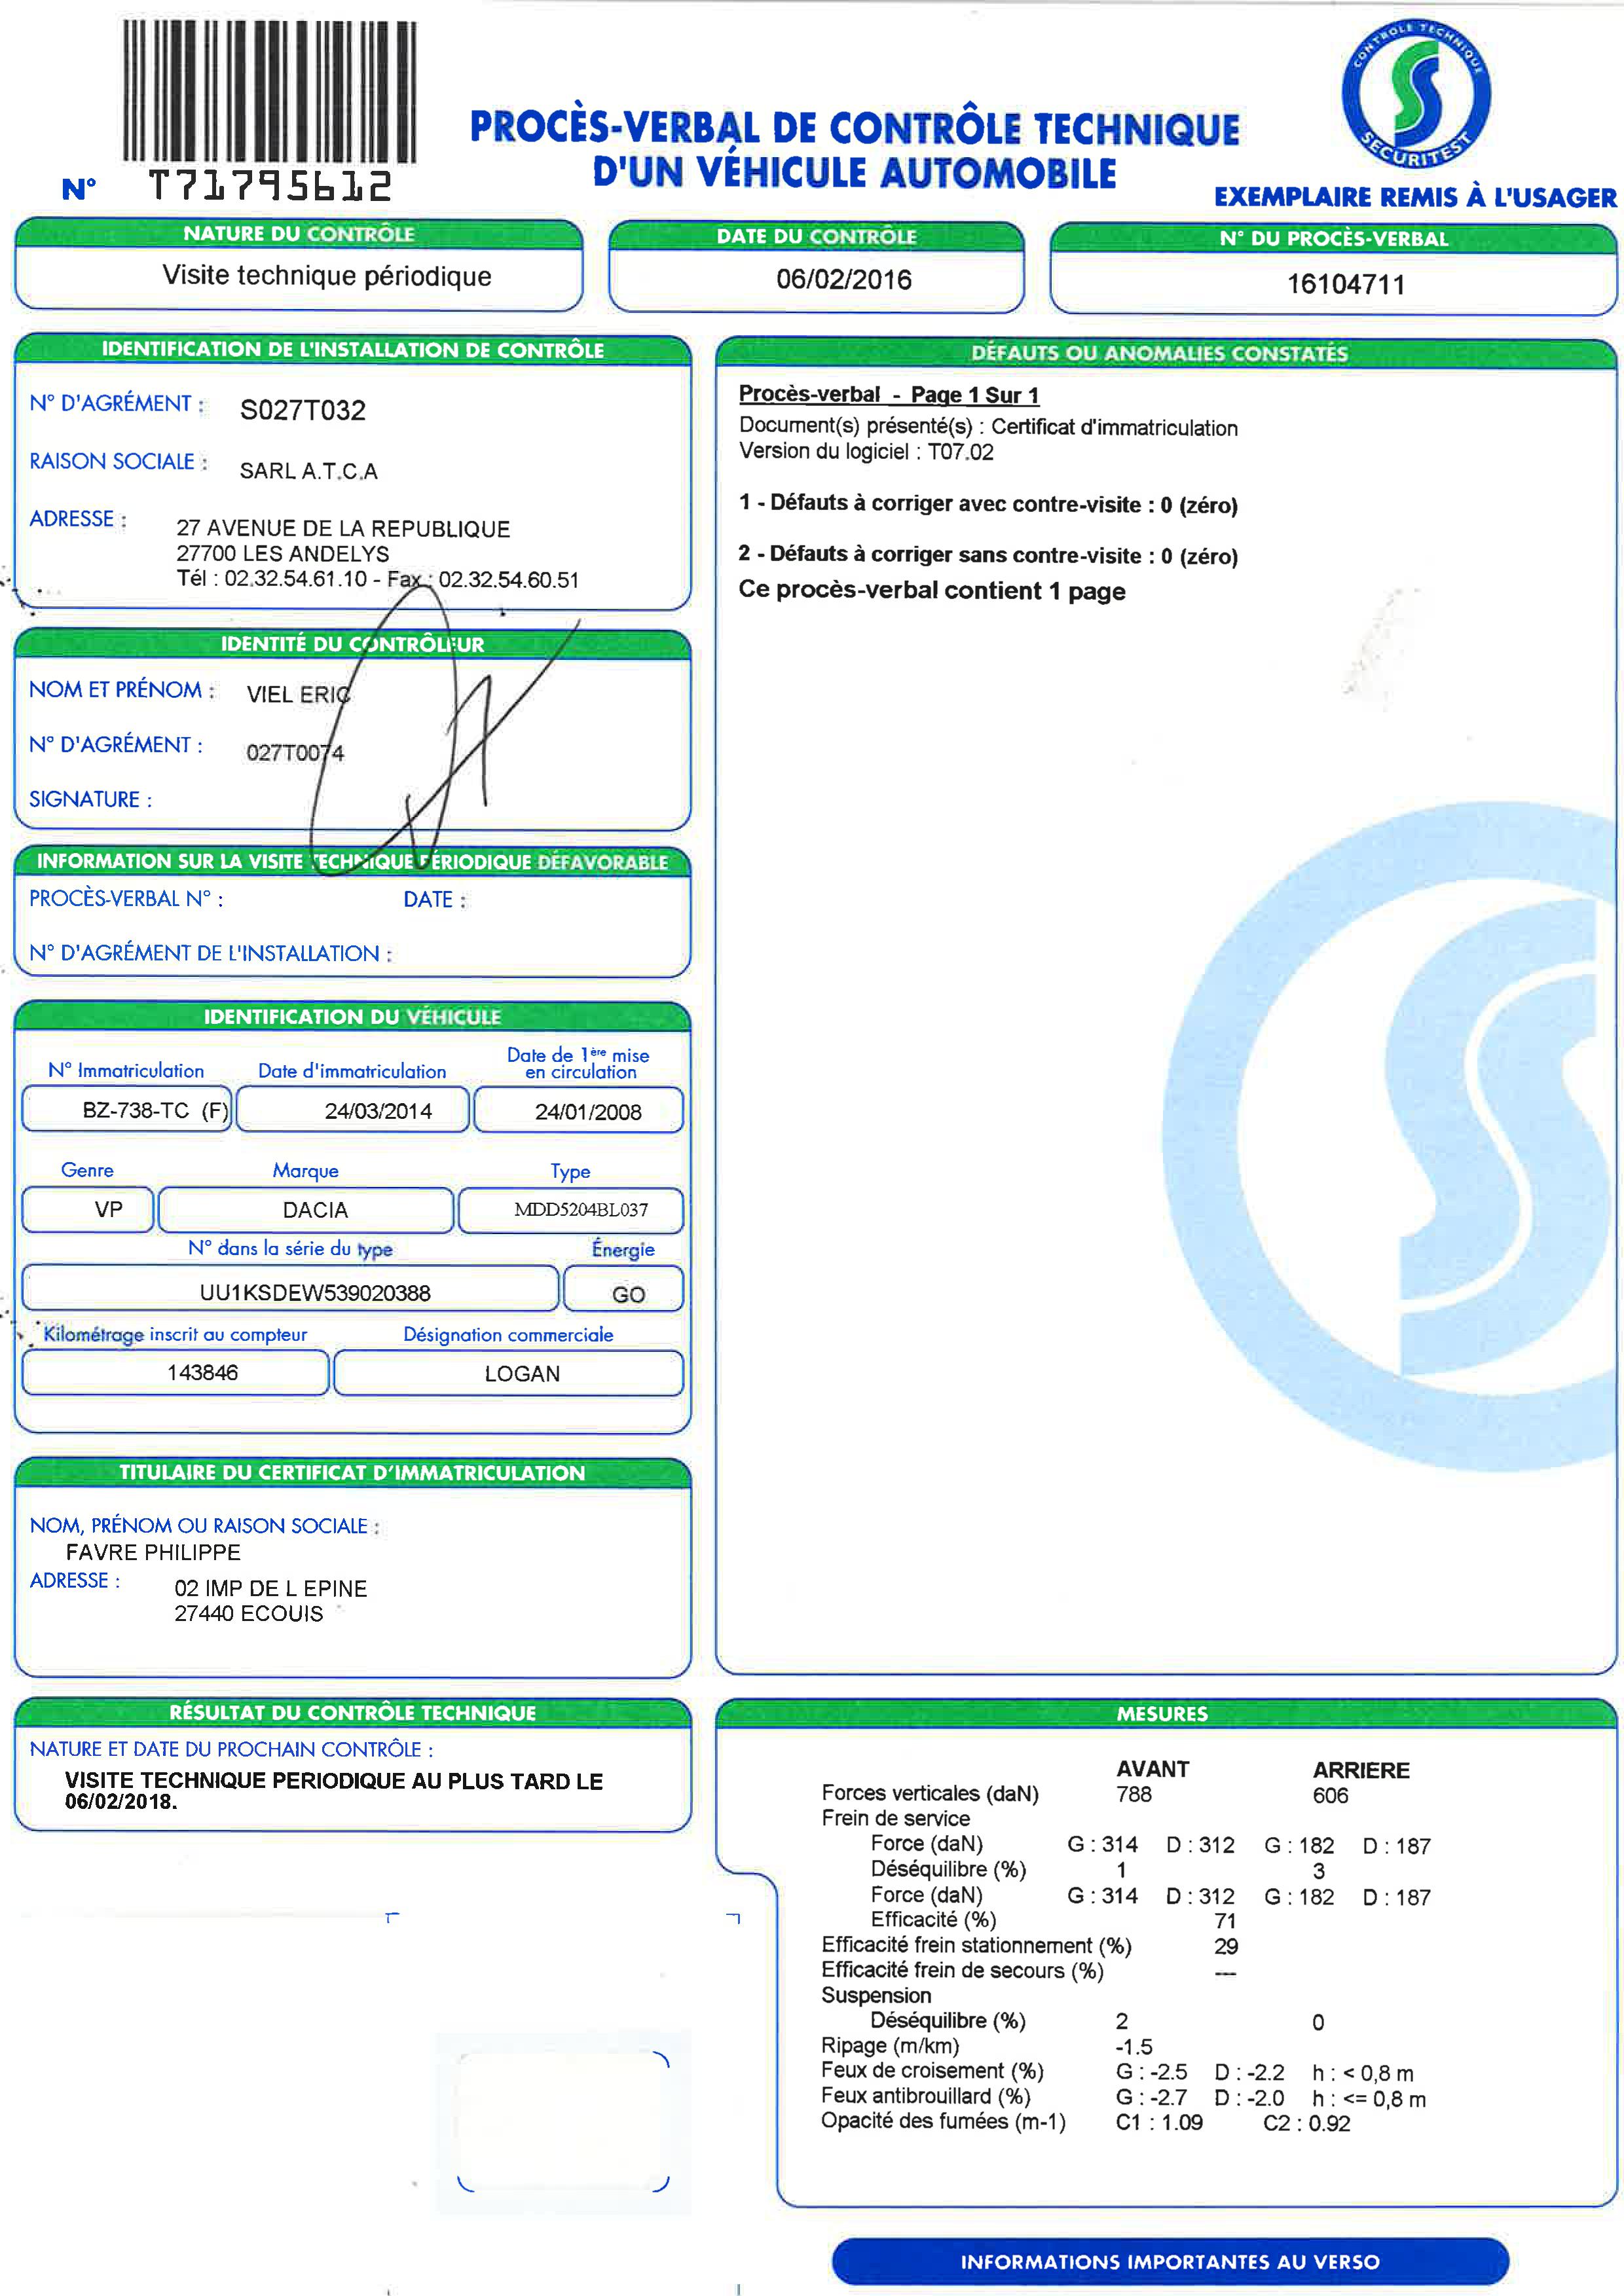 N° T71795612
PROCÈS-VERBAL DE CONTRÔLE TECHNIQUE
D'UN VÉHICULE AUTOMOBILE
CONTROLE TECHNIQUE
SECURITEST
EXEMPLAIRE REMIS À L'USAGER
NATURE DU CONTRÔLE
Visite technique périodique
DATE DU CONTRÔLE
06/02/2016
N° DU PROCÈS-VERBAL
16104711
IDENTIFICATION DE L'INSTALLATION DE CONTRÔLE
N° D'AGRÉMENT : S027T032
RAISON SOCIALE : SARL A.T.C.A
ADRESSE : 27 AVENUE DE LA REPUBLIQUE
27700 LES ANDELYS
Tél : 02.32.54.61.10 - Fax : 02.32.54.60.51
IDENTITÉ DU CONTRÔLEUR
NOM ET PRÉNOM : VIEL ERIC
N° D'AGRÉMENT : 027T0074
SIGNATURE :
INFORMATION SUR LA VISITE TECHNIQUE PÉRIODIQUE DÉFAVORABLE
PROCÈS-VERBAL N° : DATE :
N° D'AGRÉMENT DE L'INSTALLATION :
IDENTIFICATION DU VÉHICULE
N° Immatriculation Date d'immatriculation Date de 1ère mise
en circulation
BZ-738-TC (F) 24/03/2014 24/01/2008
Genre Marque Type
VP DACIA MDD5204BL037
N° dans la série du type Énergie
UU1KSDEW539020388 GO
Kilométrage inscrit au compteur Désignation commerciale
143846 LOGAN
TITULAIRE DU CERTIFICAT D'IMMATRICULATION
NOM, PRÉNOM OU RAISON SOCIALE :
FAVRE PHILIPPE
ADRESSE : 02 IMP DE L EPINE
27440 ECOUIS
RÉSULTAT DU CONTRÔLE TECHNIQUE
NATURE ET DATE DU PROCHAIN CONTRÔLE :
VISITE TECHNIQUE PERIODIQUE AU PLUS TARD LE
06/02/2018.
DÉFAUTS OU ANOMALIES CONSTATÉS
Procès-verbal - Page 1 Sur 1
Document(s) présenté(s) : Certificat d'immatriculation
Version du logiciel : T07.02
1 - Défauts à corriger avec contre-visite : 0 (zéro)
2 - Défauts à corriger sans contre-visite : 0 (zéro)
Ce procès-verbal contient 1 page
MESURES
AVANT ARRIERE
Forces verticales (daN) 788 606
Frein de service
Force (daN) G : 314 D : 312 G : 182 D : 187
Déséquilibre (%) 1 3
Force (daN) G : 314 D : 312 G : 182 D : 187
Efficacité (%) 71
Efficacité frein stationnement (%) 29
Efficacité frein de secours (%) ---
Suspension
Déséquilibre (%) 2 0
Ripage (m/km) -1.5
Feux de croisement (%) G : -2.5 D : -2.2 h : < 0,8 m
Feux antibrouillard (%) G : -2.7 D : -2.0 h : <= 0,8 m
Opacité des fumées (m-1) C1 : 1.09 C2 : 0.92
INFORMATIONS IMPORTANTES AU VERSO